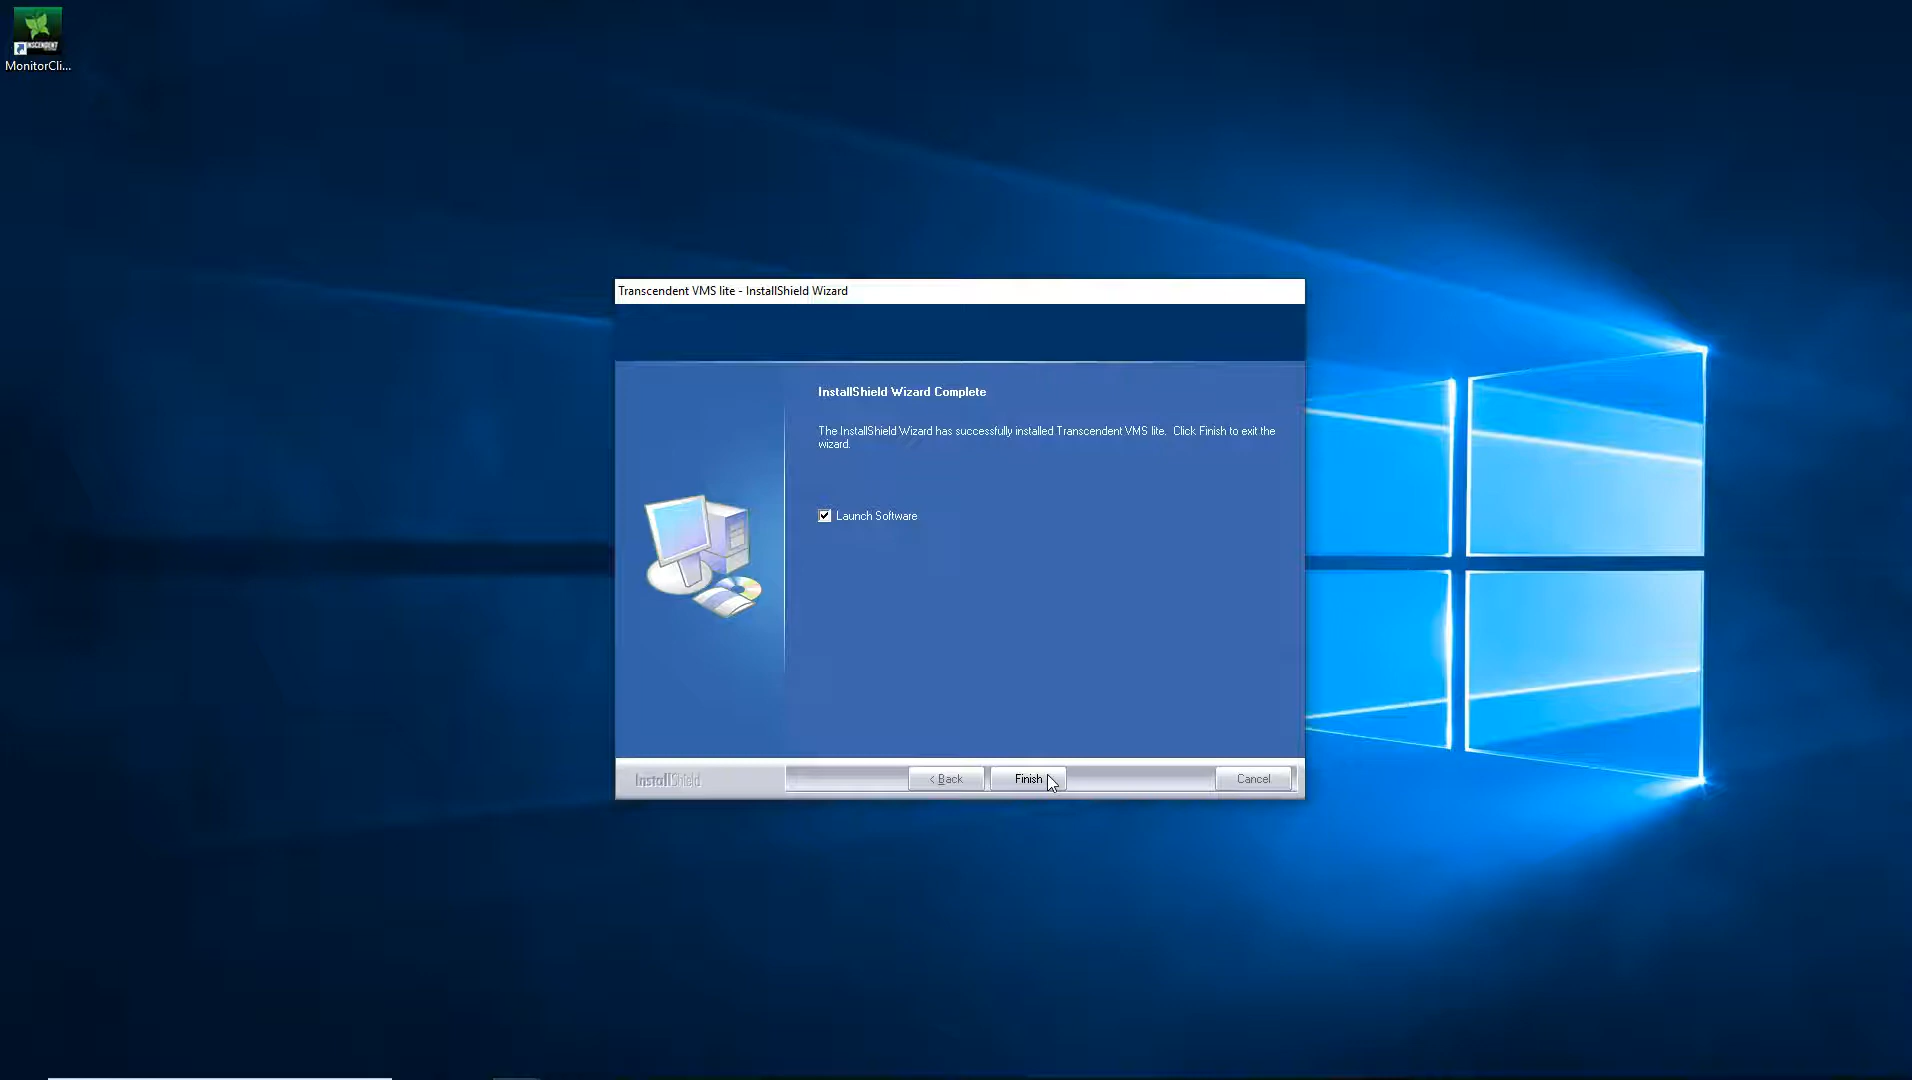 MonitorCli...
Transcendent VMS lite - InstallShield Wizard
InstallShield Wizard Complete
The InstallShield Wizard has successfully installed Transcendent VMS lite. Click Finish to exit the
wizard.
Launch Software
InstallShield
< Back
Finish
Cancel